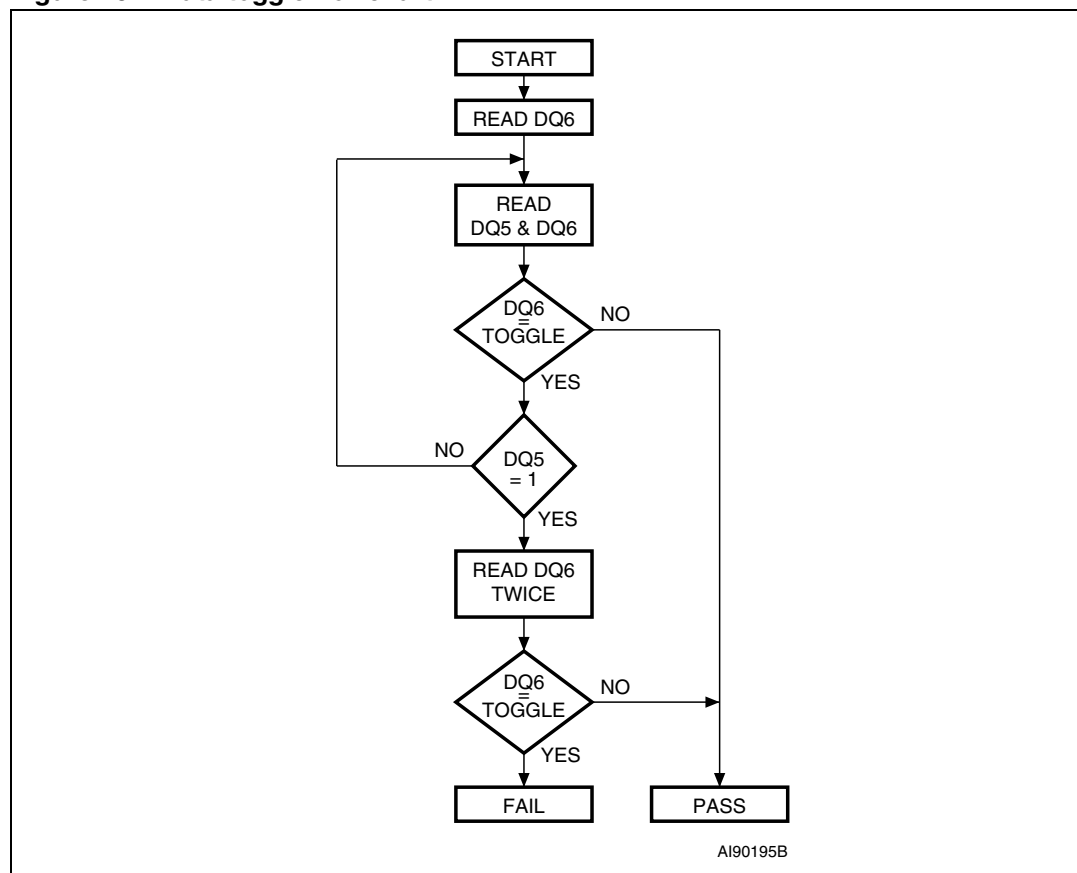 START
READ DQ6
READ
DQ5 & DQ6
DQ6
=
TOGGLE
NO
YES
NO
DQ5
= 1
YES
READ DQ6
TWICE
DQ6
=
TOGGLE
NO
YES
FAIL
PASS
AI90195B